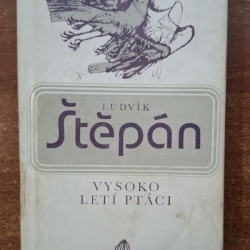 LUDVÍK
Štěpán
VYSOKO
LETÍ PTÁCI